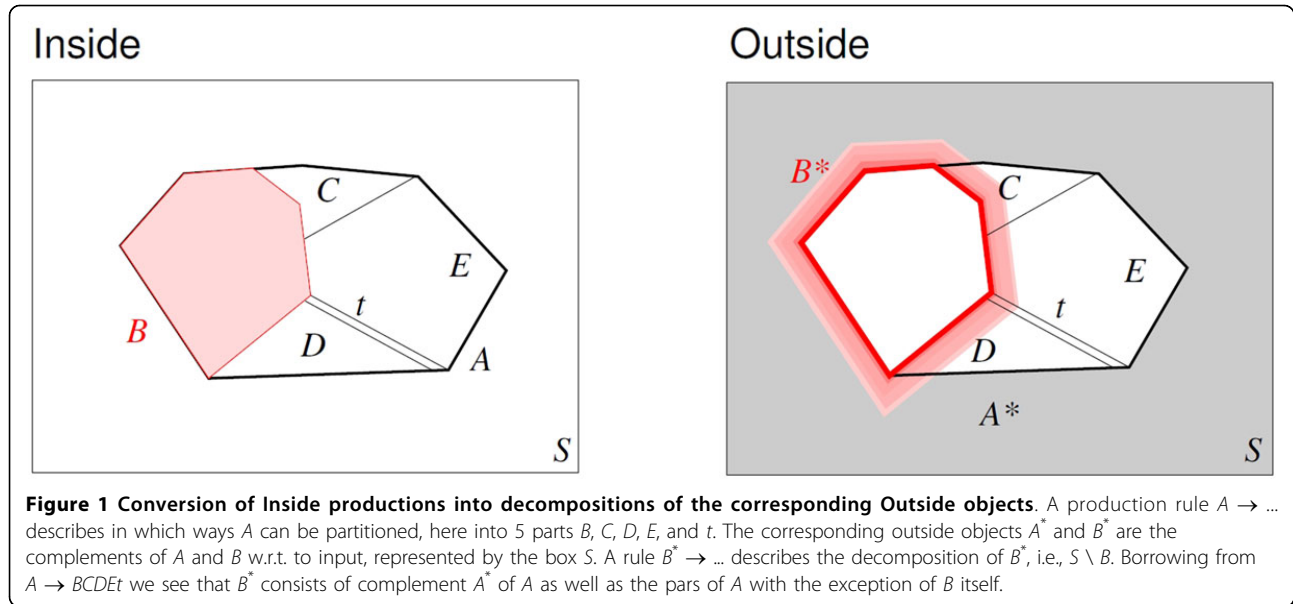 Inside
Outside
B
C
D
E
t
A
S
B*
C
D
E
t
A*
S
Figure 1 Conversion of Inside productions into decompositions of the corresponding Outside objects. A production rule A → ...
describes in which ways A can be partitioned, here into 5 parts B, C, D, E, and t. The corresponding outside objects A* and B* are the
complements of A and B w.r.t. to input, represented by the box S. A rule B* → ... describes the decomposition of B*, i.e., S \ B. Borrowing from
A → BCDEt we see that B* consists of complement A* of A as well as the pars of A with the exception of B itself.